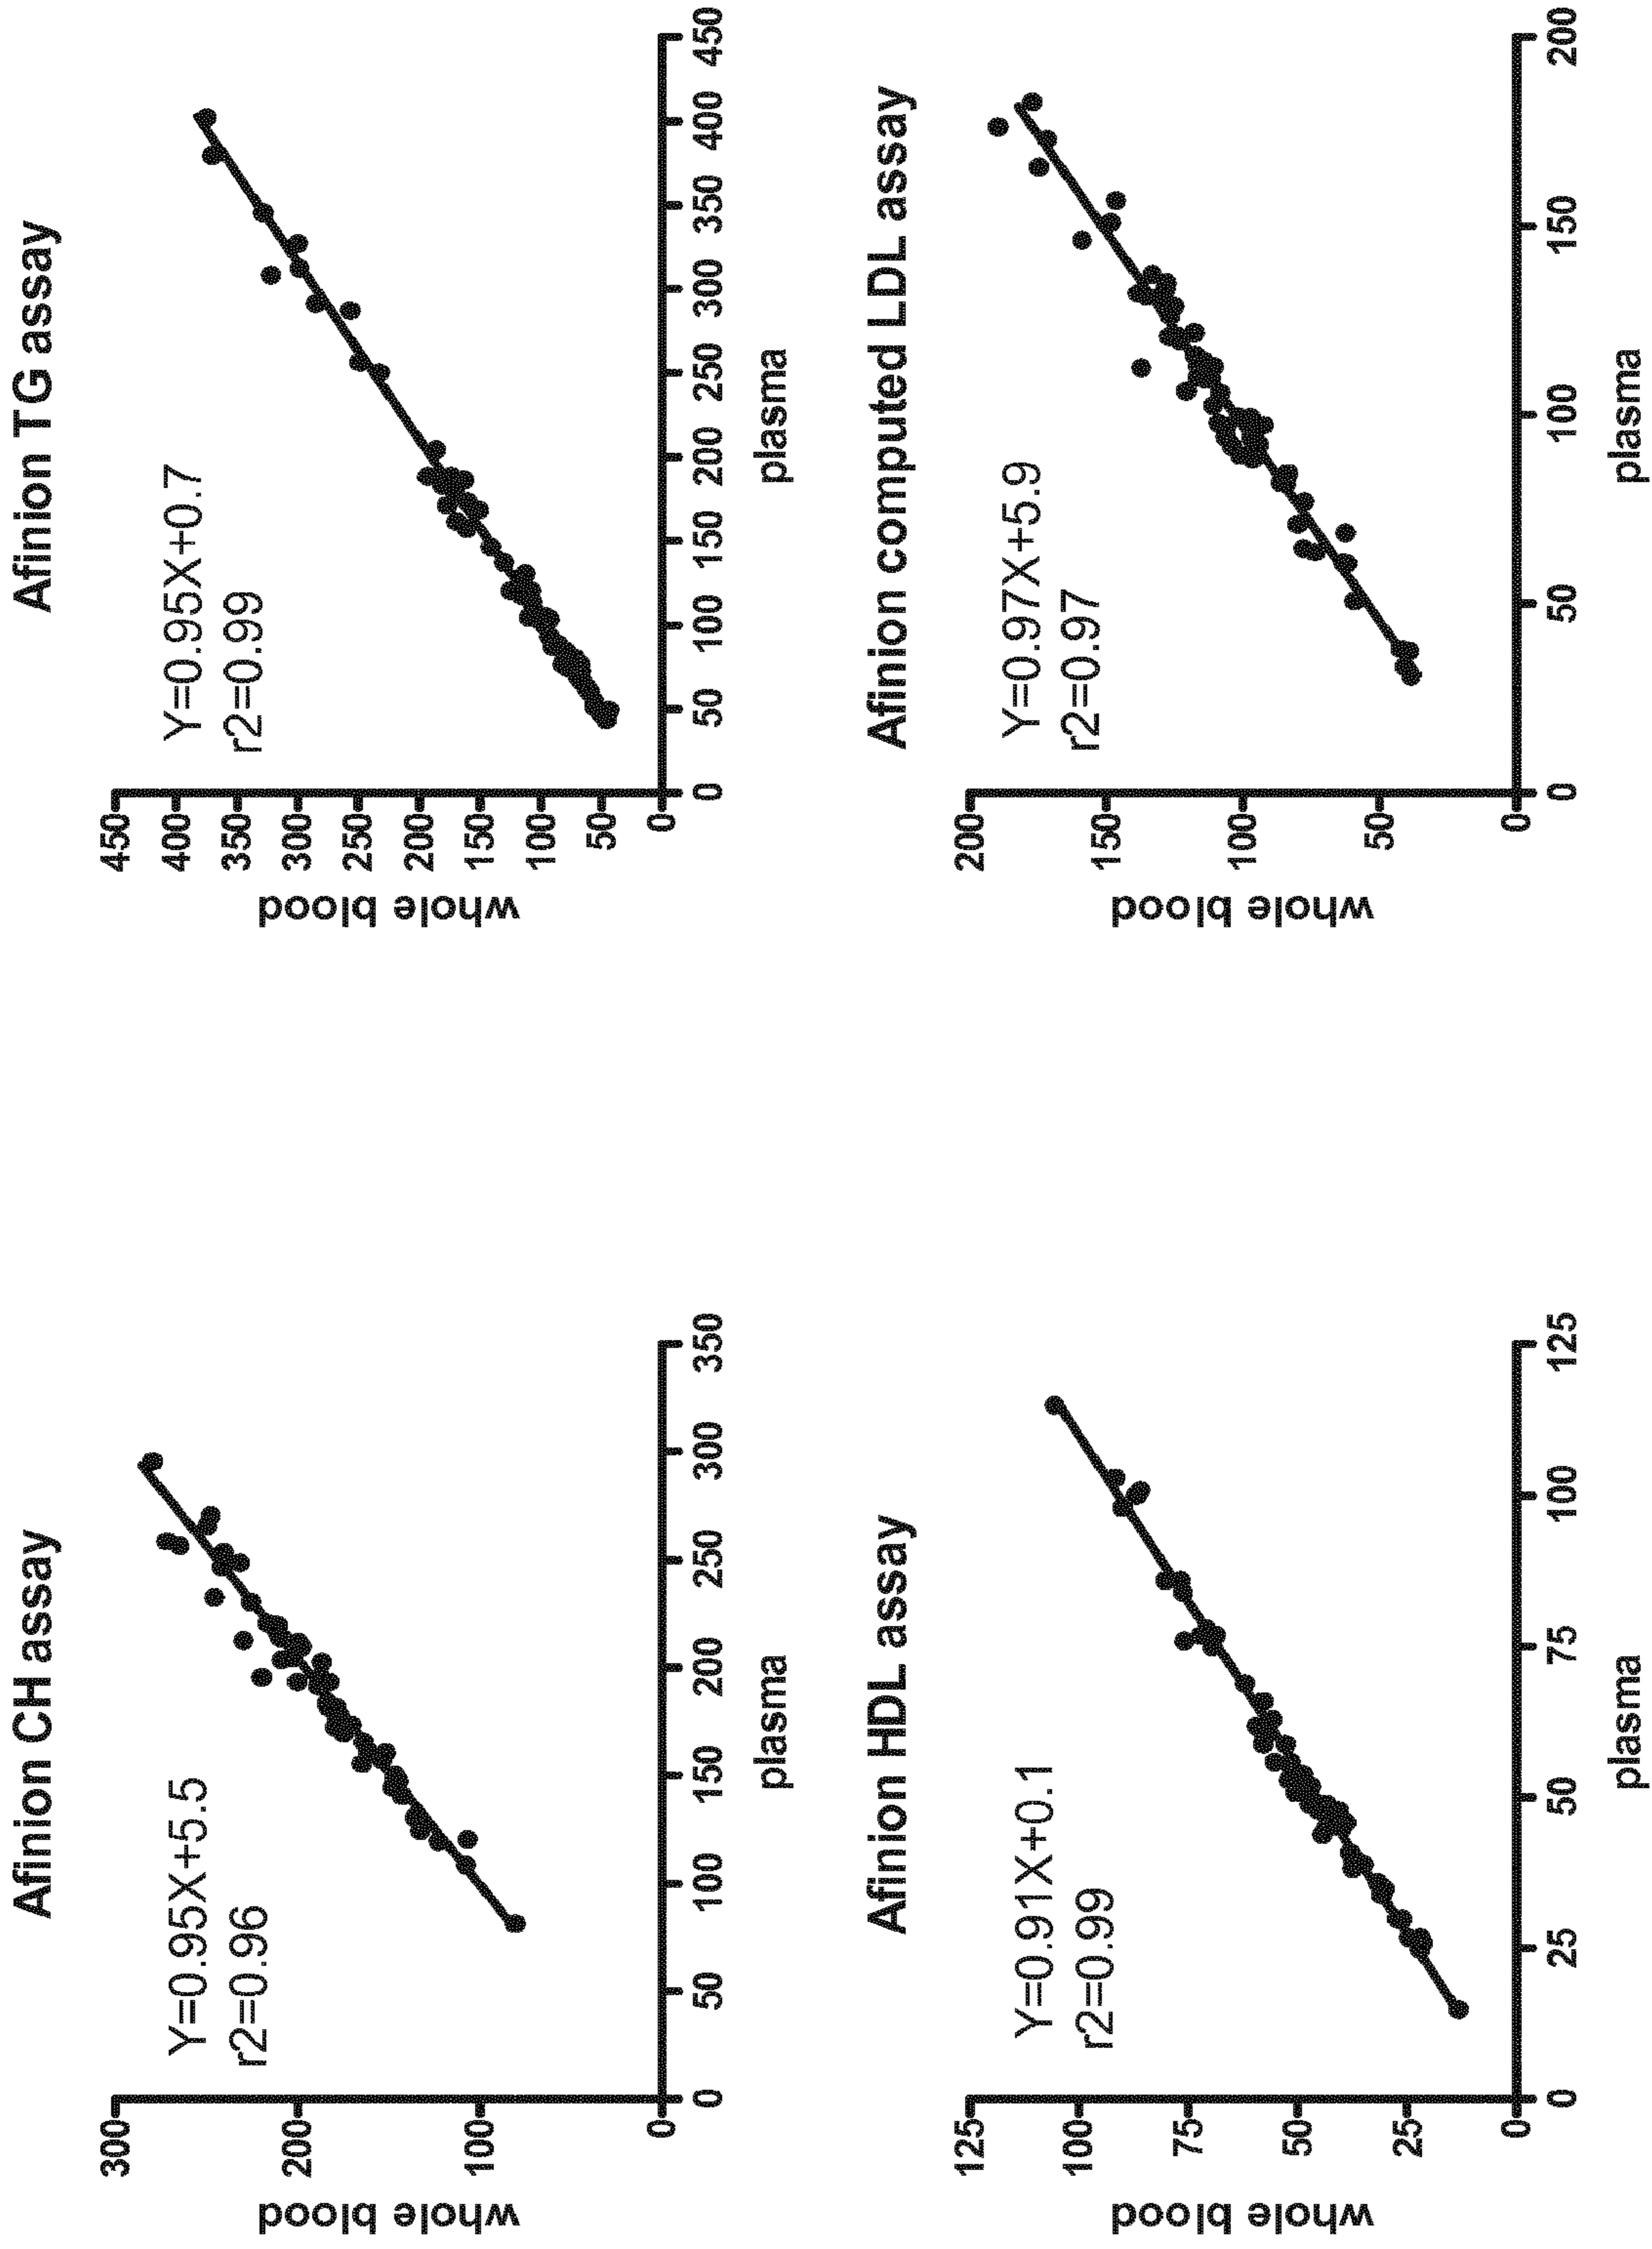 Afinion CH assay
Y=0.95X+5.5
r2=0.96
whole blood
300
200
100
0
0 50 100 150 200 250 300 350
plasma
Afinion TG assay
Y=0.95X+0.7
r2=0.99
whole blood
450
400
350
300
250
200
150
100
50
0
0 50 100 150 200 250 300 350 400 450
plasma
Afinion HDL assay
Y=0.91X+0.1
r2=0.99
whole blood
125
100
75
50
25
0
0 25 50 75 100 125
plasma
Afinion computed LDL assay
Y=0.97X+5.9
r2=0.97
whole blood
200
150
100
50
0
0 50 100 150 200
plasma